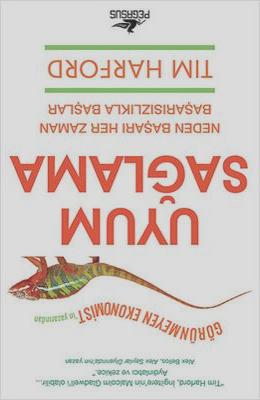 "Tim Harford, İngiltere'nin Malcolm Gladwell'i olabilir...
Aydınlatıcı ve zekice."
Alex Bellos, Alex Sayılar Diyarında'nın yazarı
GÖRÜNMEYEN EKONOMİST'in yazarından
UYUM
SAĞLAMA
NEDEN BAŞARI HER ZAMAN
BAŞARISIZLIKLA BAŞLAR
TIM HARFORD
PEGASUS